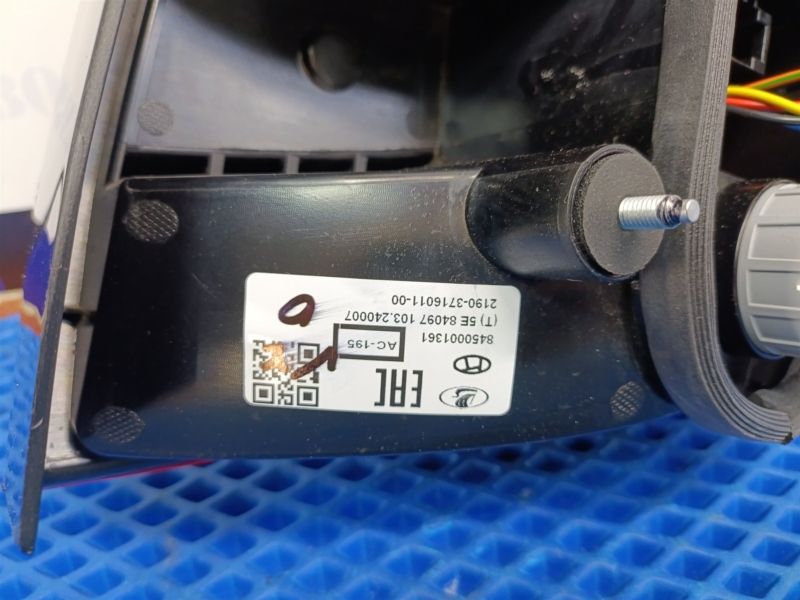 EAC
8450001361
AC-195
(T) 5E 84097 103.240007
2190-3716011-00